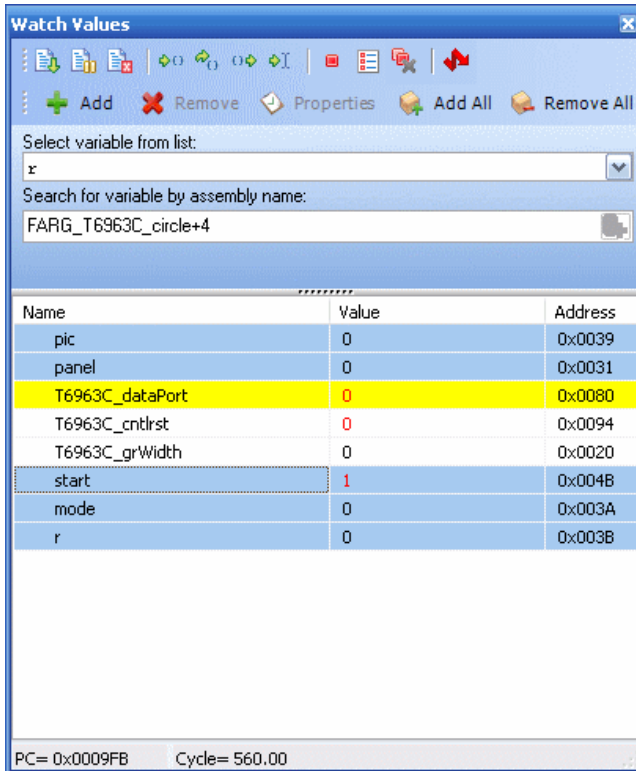 Watch Values
Add Remove Properties Add All Remove All
Select variable from list:
r
Search for variable by assembly name:
FARG_T6963C_circle+4
Name Value Address
pic 0 0x0039
panel 0 0x0031
T6963C_dataPort 0 0x0080
T6963C_cntlrst 0 0x0094
T6963C_grWidth 0 0x0020
start 1 0x004B
mode 0 0x003A
r 0 0x003B
PC= 0x0009FB Cycle= 560.00